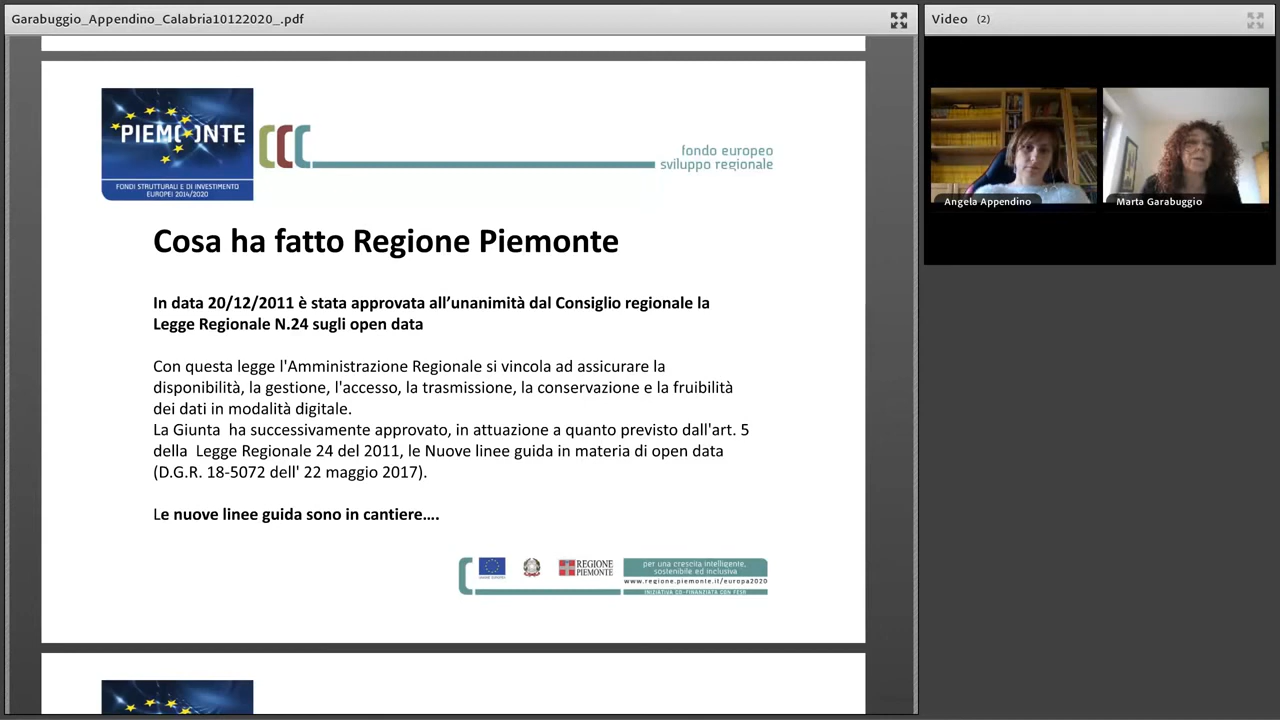 Garabuggio_Appendino_Calabria10122020_.pdf
Video (2)
PIEMONTE
FONDI STRUTTURALI E DI INVESTIMENTO
EUROPEI 2014/2020
fondo europeo
sviluppo regionale
Angela Appendino
Marta Garabuggio
Cosa ha fatto Regione Piemonte
In data 20/12/2011 è stata approvata all’unanimità dal Consiglio regionale la
Legge Regionale N.24 sugli open data
Con questa legge l'Amministrazione Regionale si vincola ad assicurare la
disponibilità, la gestione, l'accesso, la trasmissione, la conservazione e la fruibilità
dei dati in modalità digitale.
La Giunta  ha successivamente approvato, in attuazione a quanto previsto dall'art. 5
della  Legge Regionale 24 del 2011, le Nuove linee guida in materia di open data
(D.G.R. 18-5072 dell' 22 maggio 2017).
Le nuove linee guida sono in cantiere….
REGIONE
PIEMONTE
per una crescita intelligente,
sostenibile ed inclusiva
www.regione.piemonte.it/europa2020
INIZIATIVA CO-FINANZIATA CON FESR